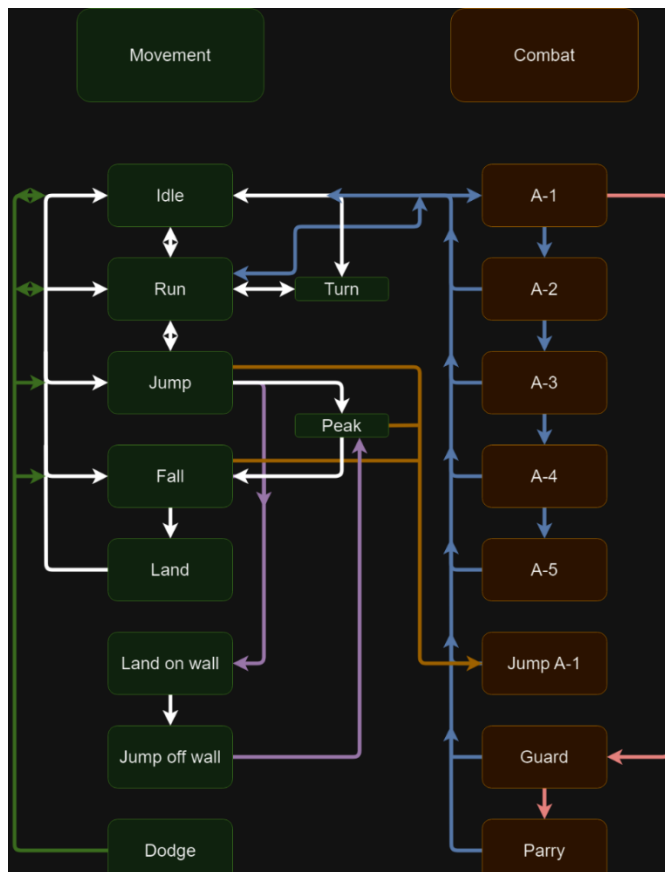 Movement
Combat
Idle
A-1
Run
Turn
A-2
Jump
A-3
Peak
Fall
A-4
Land
A-5
Land on wall
Jump A-1
Jump off wall
Guard
Dodge
Parry